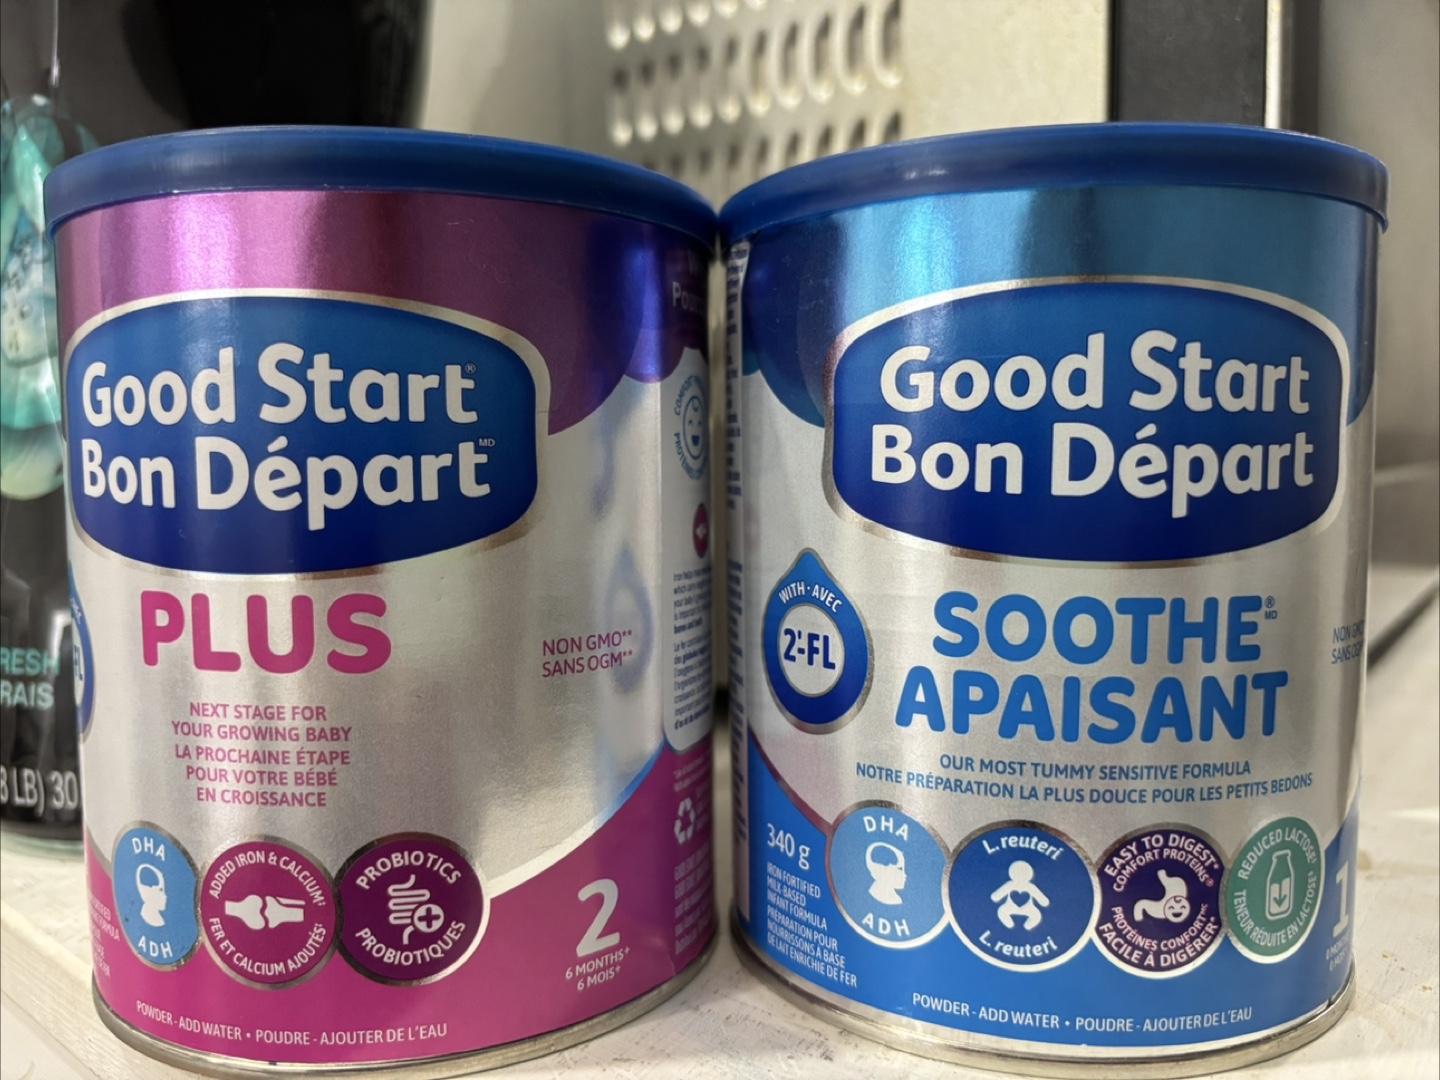 Good Start®
Bon Départ MD
PLUS
NEXT STAGE FOR
YOUR GROWING BABY
LA PROCHAINE ÉTAPE
POUR VOTRE BÉBÉ
EN CROISSANCE
NON GMO**
SANS OGM**
DHA
ADH
ADDED IRON & CALCIUM‡
FER ET CALCIUM AJOUTÉS‡
PROBIOTICS
PROBIOTIQUES
2
6 MONTHS+
6 MOIS+
POWDER - ADD WATER • POUDRE - AJOUTER DE L'EAU
30
Good Start
Bon Départ
WITH • AVEC
2'-FL
SOOTHE® MD
APAISANT
OUR MOST TUMMY SENSITIVE FORMULA
NOTRE PRÉPARATION LA PLUS DOUCE POUR LES PETITS BEDONS
NON
SANS
340 g
IRON FORTIFIED
MILK-BASED
INFANT FORMULA
PRÉPARATION POUR
NOURRISSONS À BASE
DE LAIT ENRICHIE DE FER
DHA
ADH
L. reuteri
L. reuteri
EASY TO DIGEST*
COMFORT PROTEINS®
PROTÉINES CONFORT
FACILE À DIGÉRER*
REDUCED LACTOSE†
TENEUR RÉDUITE EN LACTOSE†
1
POWDER - ADD WATER • POUDRE - AJOUTER DE L'EAU